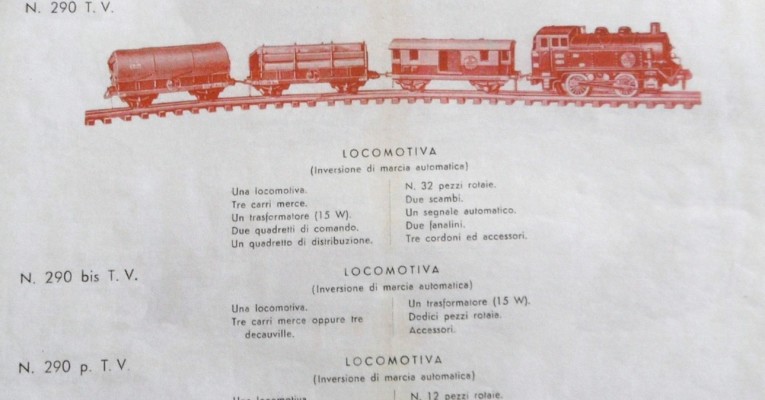 N. 290 T. V.
LOCOMOTIVA
(Inversione di marcia automatica)
Una locomotiva.
Tre carri merce.
Un trasformatore (15 W).
Due quadretti di comando.
Un quadretto di distribuzione.
N. 32 pezzi rotaie.
Due scambi.
Un segnale automatico.
Due fanalini.
Tre cordoni ed accessori.
N. 290 bis T. V.
LOCOMOTIVA
(Inversione di marcia automatica)
Una locomotiva.
Tre carri merce oppure tre
decauville.
Un trasformatore (15 W).
Dodici pezzi rotaia.
Accessori.
N. 290 p. T. V.
LOCOMOTIVA
(Inversione di marcia automatica)
Una locomotiva.
N. 12 pezzi rotaie.